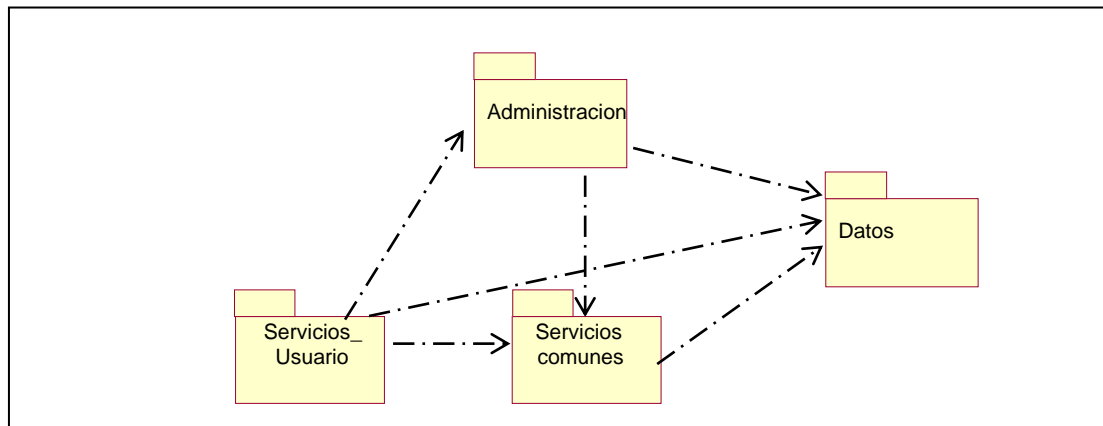 Administracion
Datos
Servicios_
Usuario
Servicios
comunes